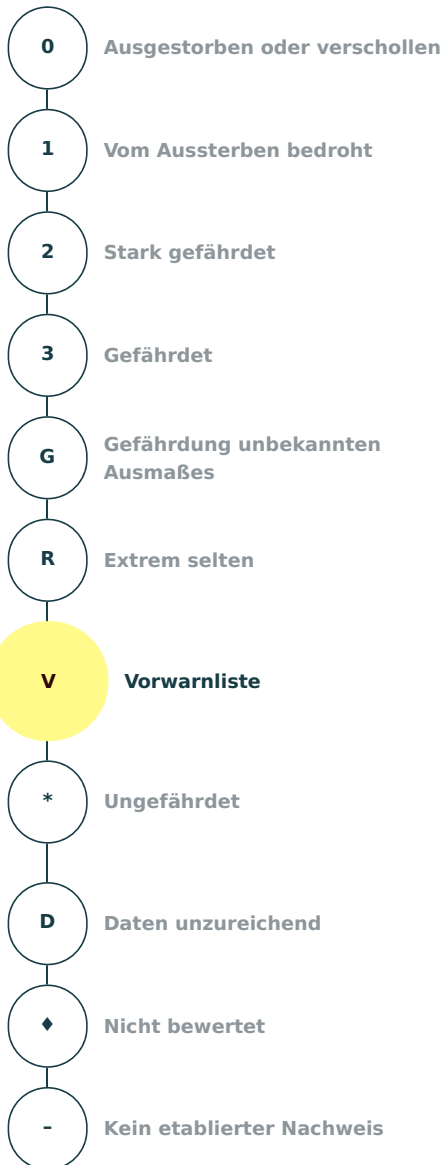 0 Ausgestorben oder verschollen
1 Vom Aussterben bedroht
2 Stark gefährdet
3 Gefährdet
G Gefährdung unbekannten
Ausmaßes
R Extrem selten
V Vorwarnliste
* Ungefährdet
D Daten unzureichend
♦ Nicht bewertet
– Kein etablierter Nachweis